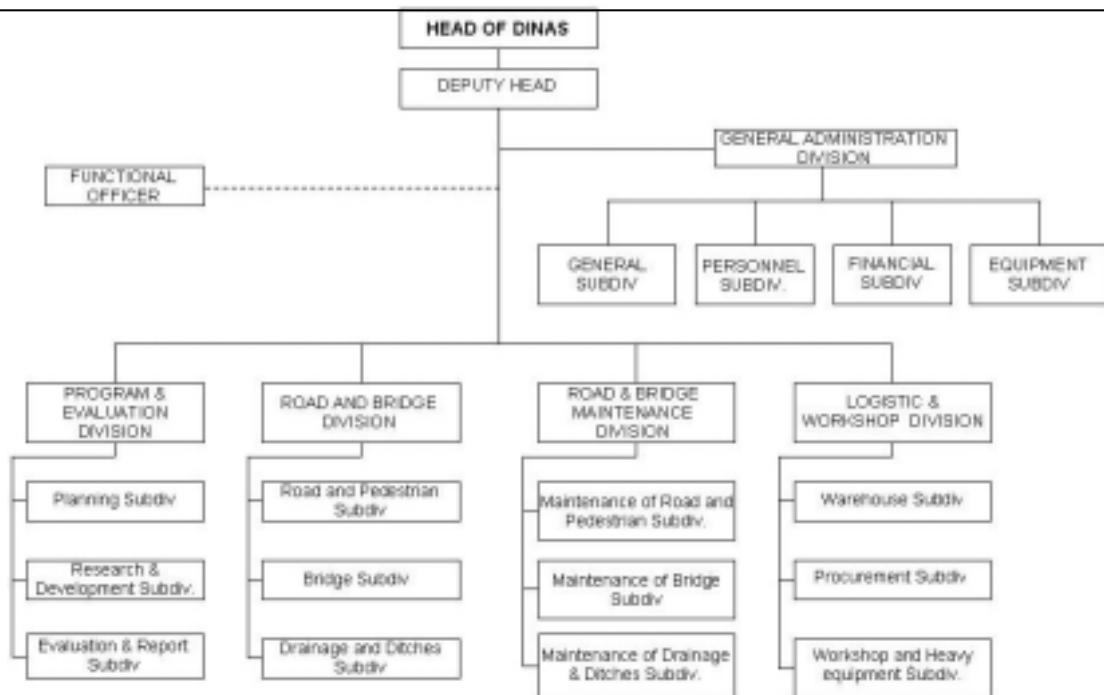 HEAD OF DINAS
DEPUTY HEAD
GENERAL ADMINISTRATION
DIVISION
FUNCTIONAL
OFFICER
GENERAL
SUBDIV
PERSONNEL
SUBDIV.
FINANCIAL
SUBDIV
EQUIPMENT
SUBDIV
PROGRAM &
EVALUATION
DIVISION
ROAD AND BRIDGE
DIVISION
ROAD & BRIDGE
MAINTENANCE
DIVISION
LOGISTIC &
WORKSHOP DIVISION
Planning Subdiv
Road and Pedestrian
Subdiv
Maintenance of Road and
Pedestrian Subdiv.
Warehouse Subdiv
Research &
Development Subdiv.
Bridge Subdiv
Maintenance of Bridge
Subdiv
Procurement Subdiv
Evaluation & Report
Subdiv
Drainage and Ditches
Subdiv
Maintenance of Drainage
& Ditches Subdiv.
Workshop and Heavy
equipment Subdiv.